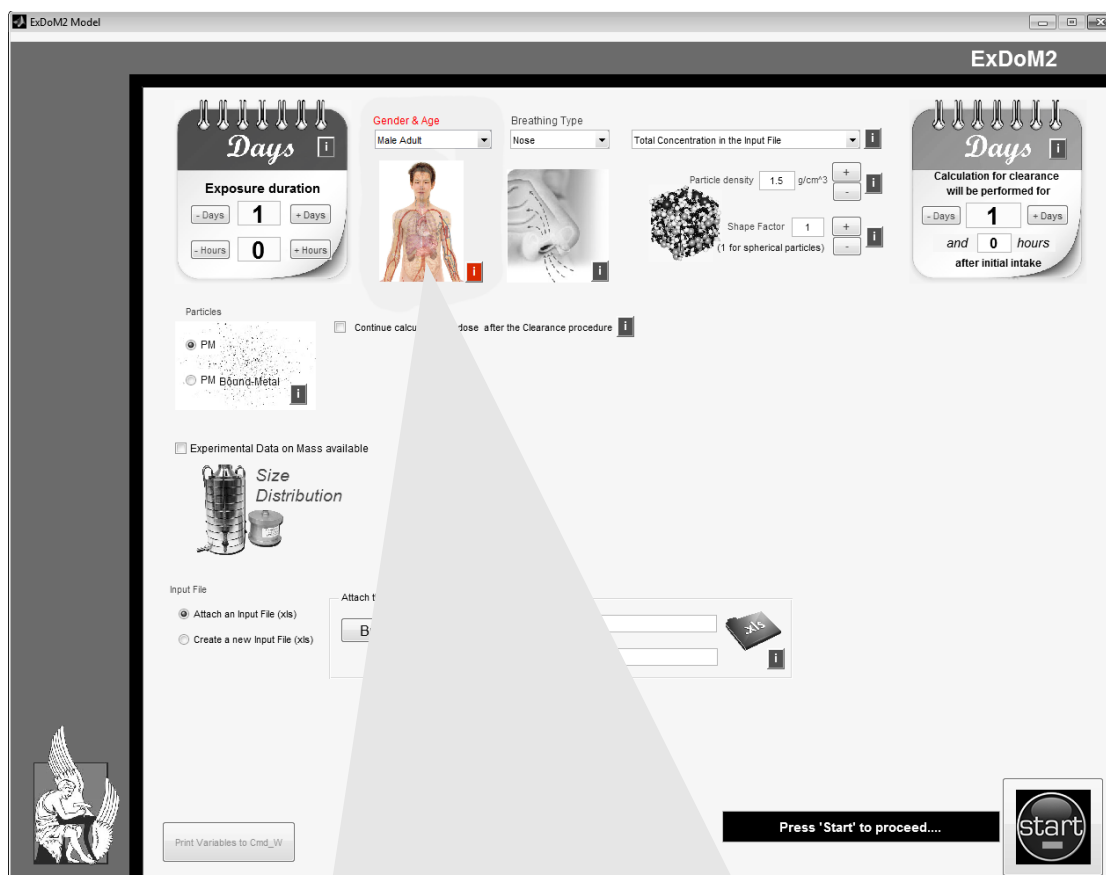 ExDoM2 Model
ExDoM2
Days
i
Exposure duration
- Days 1 + Days
- Hours 0 + Hours
Gender & Age
Male Adult
i
Breathing Type
Nose
i
Total Concentration in the Input File
i
Particle density 1.5 g/cm^3 + -
i
Shape Factor 1 + -
(1 for spherical particles)
i
Days
i
Calculation for clearance
will be performed for
- Days 1 + Days
and 0 hours
after initial intake
Particles
PM
PM Bound-Metal
i
Continue dose after the Clearance procedure i
Experimental Data on Mass available
Size
Distribution
Input File
Attach an Input File (xls)
Create a new Input File (xls)
Attach
.xls
i
Print Variables to Cmd_W
Press 'Start' to proceed....
start